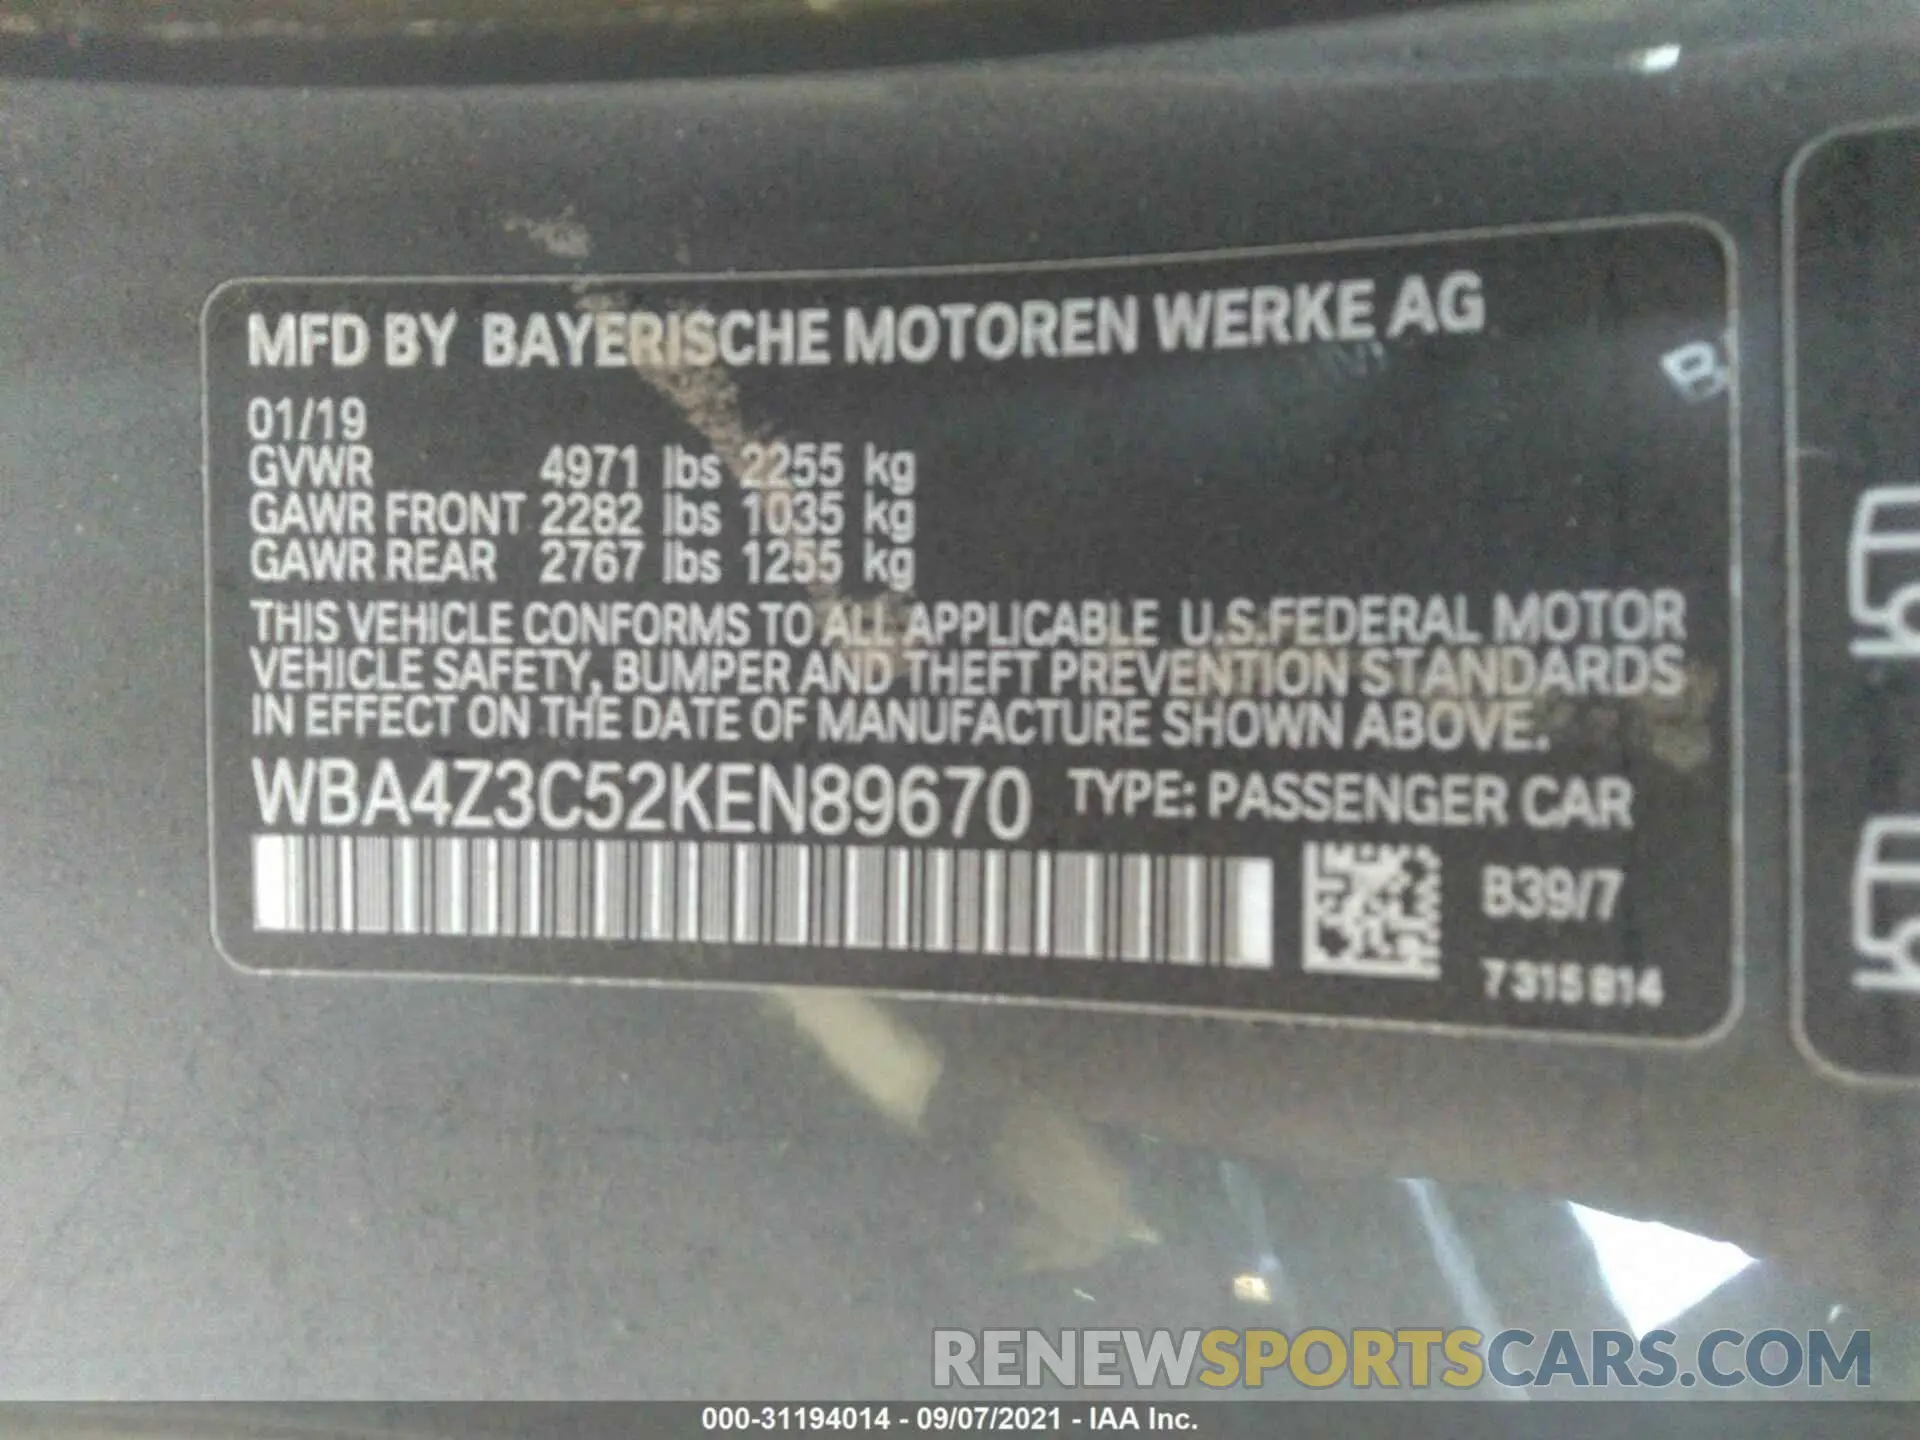 MFD BY BAYERISCHE MOTOREN WERKE AG
01/19
GVWR 4971 lbs 2255 kg
GAWR FRONT 2282 lbs 1035 kg
GAWR REAR 2767 lbs 1255 kg
THIS VEHICLE CONFORMS TO ALL APPLICABLE U.S.FEDERAL MOTOR
VEHICLE SAFETY, BUMPER AND THEFT PREVENTION STANDARDS
IN EFFECT ON THE DATE OF MANUFACTURE SHOWN ABOVE.
WBA4Z3C52KEN89670 TYPE: PASSENGER CAR
B39/7
7315814
RENEWSPORTSCARS.COM
000-31194014 - 09/07/2021 - IAA Inc.